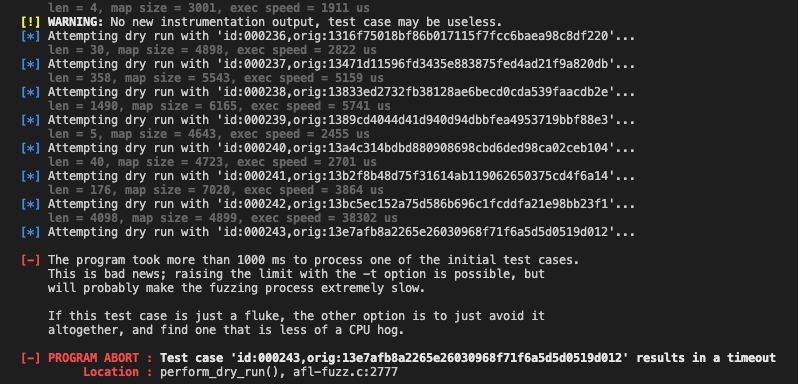 len = 4, map size = 3001, exec speed = 1911 us
[!] WARNING: No new instrumentation output, test case may be useless.
[*] Attempting dry run with 'id:000236,orig:1316f75018bf86b017115f7fcc6baea98c8df220'...
len = 30, map size = 4898, exec speed = 2822 us
[*] Attempting dry run with 'id:000237,orig:13471d11596fd3435e883875fed4ad21f9a820db'...
len = 358, map size = 5543, exec speed = 5159 us
[*] Attempting dry run with 'id:000238,orig:13833ed2732fb38128ae6becd0cda539faacdb2e'...
len = 1490, map size = 6165, exec speed = 5741 us
[*] Attempting dry run with 'id:000239,orig:1389cd4044d41d940d94dbbfea4953719bbf88e3'...
len = 5, map size = 4643, exec speed = 2455 us
[*] Attempting dry run with 'id:000240,orig:13a4c314bdbd880908698cbd6ded98ca02ceb104'...
len = 40, map size = 4723, exec speed = 2701 us
[*] Attempting dry run with 'id:000241,orig:13b2f8b48d75f31614ab119062650375cd4f6a14'...
len = 176, map size = 7020, exec speed = 3864 us
[*] Attempting dry run with 'id:000242,orig:13bc5ec152a75d586b696c1fcddfa21e98bb23f1'...
len = 4098, map size = 4899, exec speed = 38302 us
[*] Attempting dry run with 'id:000243,orig:13e7afb8a2265e26030968f71f6a5d5d0519d012'...
[-] The program took more than 1000 ms to process one of the initial test cases.
This is bad news; raising the limit with the -t option is possible, but
will probably make the fuzzing process extremely slow.
If this test case is just a fluke, the other option is to just avoid it
altogether, and find one that is less of a CPU hog.
[-] PROGRAM ABORT : Test case 'id:000243,orig:13e7afb8a2265e26030968f71f6a5d5d0519d012' results in a timeout
Location : perform_dry_run(), afl-fuzz.c:2777